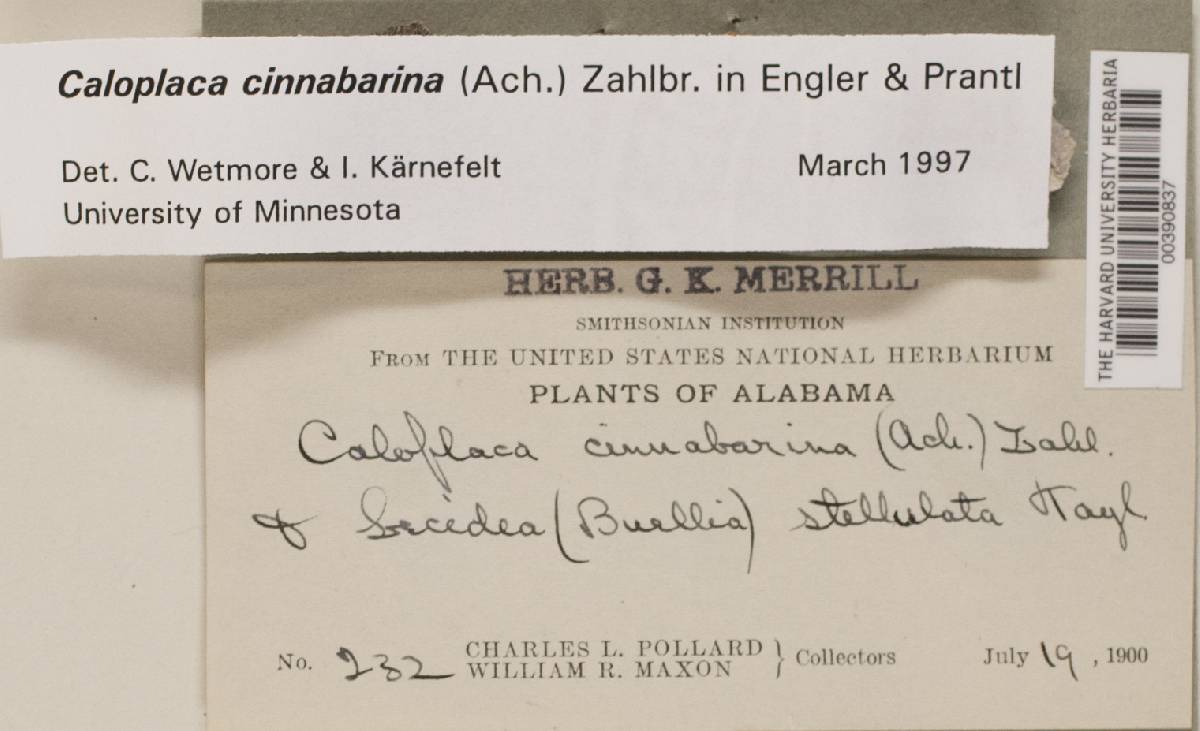 Caloplaca cinnabarina (Ach.) Zahlbr. in Engler & Prantl
Det. C. Wetmore & I. Kärnefelt
March 1997
University of Minnesota
THE HARVARD UNIVERSITY HERBARIA
00390837
HERB. G. K. MERRILL
SMITHSONIAN INSTITUTION
FROM THE UNITED STATES NATIONAL HERBARIUM
PLANTS OF ALABAMA
Caloplaca cinnabarina (Ach.) Zahl.
& Lecidea (Buellia) stellulata Tayl.
No. 232 CHARLES L. POLLARD
WILLIAM R. MAXON } Collectors
July 19, 1900